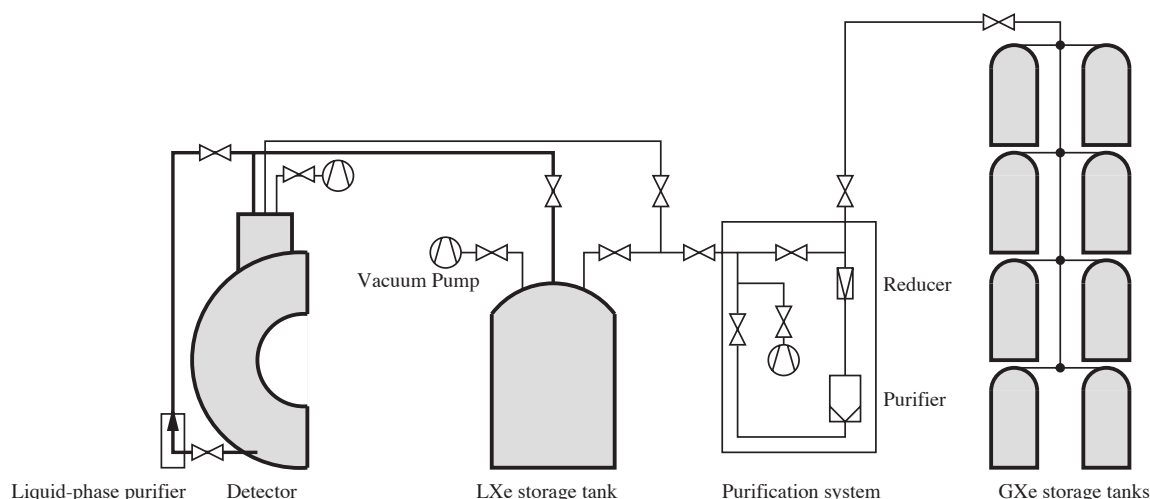 Vacuum Pump
Reducer
Purifier
Liquid-phase purifier
Detector
LXe storage tank
Purification system
GXe storage tanks